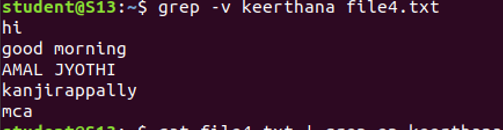 student@S13:~$ grep -v keerthana file4.txt
hi
good morning
AMAL JYOTHI
kanjirappally
mca